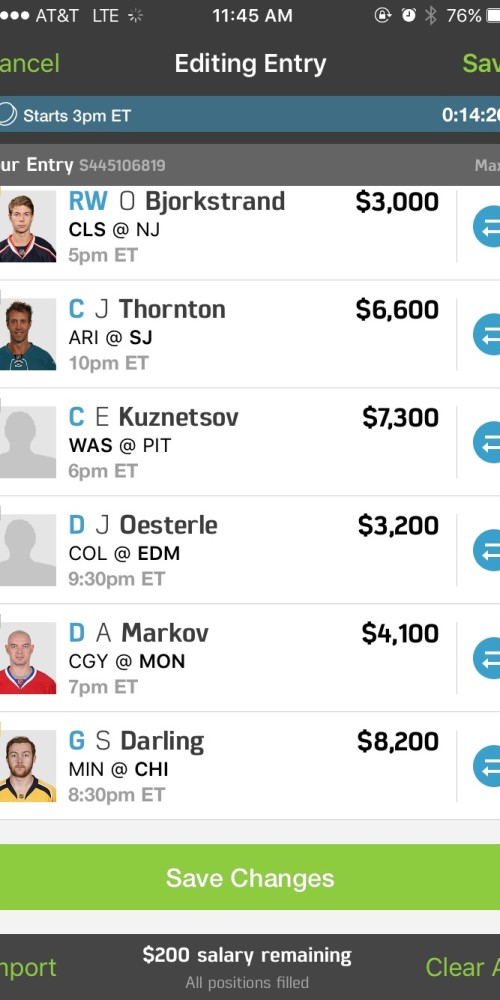 AT&T LTE 11:45 AM 76%
ancel Editing Entry Sav
Starts 3pm ET 0:14:20
ur Entry S445106819 Max
RW O Bjorkstrand $3,000
CLS @ NJ
5pm ET
C J Thornton $6,600
ARI @ SJ
10pm ET
C E Kuznetsov $7,300
WAS @ PIT
6pm ET
D J Oesterle $3,200
COL @ EDM
9:30pm ET
D A Markov $4,100
CGY @ MON
7pm ET
G S Darling $8,200
MIN @ CHI
8:30pm ET
Save Changes
nport $200 salary remaining Clear A
All positions filled